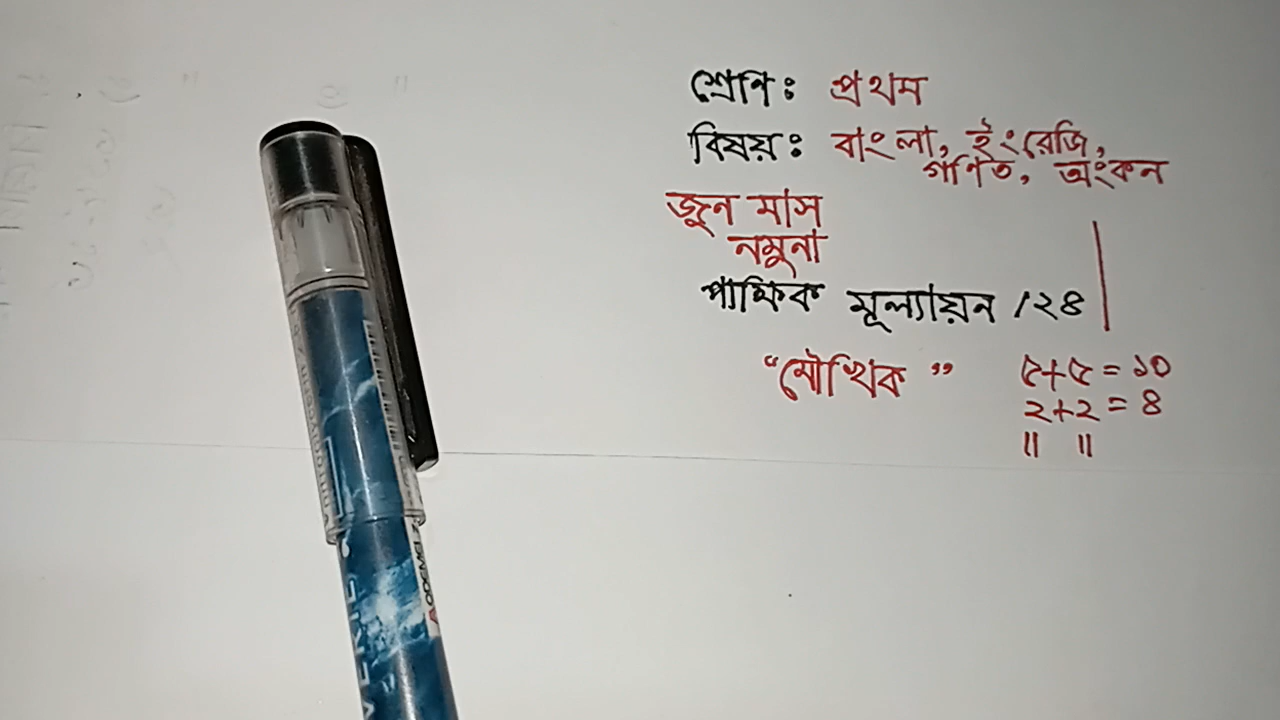 শ্রেণি: প্রথম
বিষয়: বাংলা, ইংরেজি,
গণিত, অংকন
জুন মাস
নমুনা
পাক্ষিক মূল্যায়ন /২৪
"মৌখিক"
৫+৫=১০
২+২=৪
" "